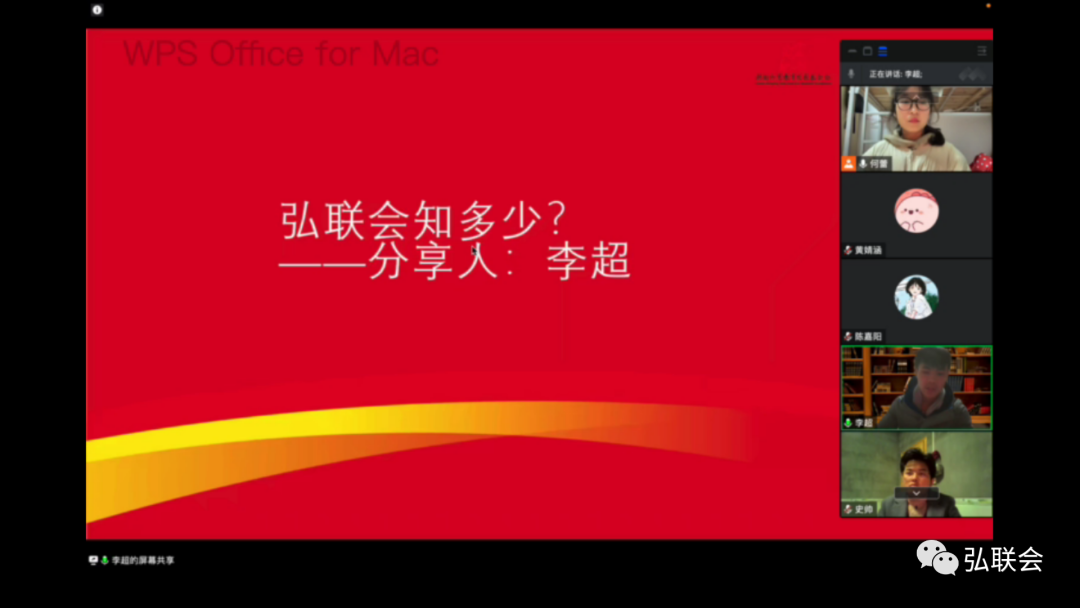 WPS Office for Mac
正在讲话: 李超;
弘联会知多少?
——分享人: 李超
何蕾
黄婧涵
陈嘉阳
李超
史帅
李超的屏幕共享
弘联会